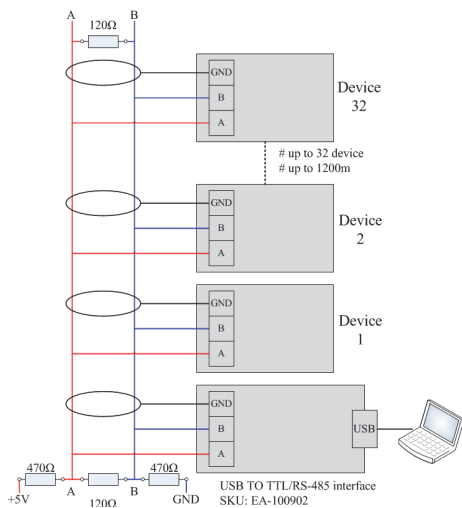 A B
120Ω
GND
B
A
Device
32
# up to 32 device
# up to 1200m
GND
B
A
Device
2
GND
B
A
Device
1
GND
B
A
USB
470Ω
470Ω
+5V
A
B
GND
120Ω
USB TO TTL/RS-485 interface
SKU: EA-100902